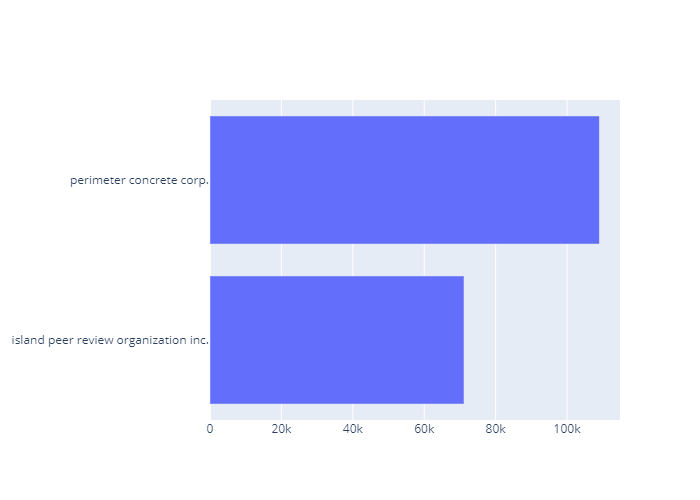 perimeter concrete corp.
island peer review organization inc.
0 20k 40k 60k 80k 100k